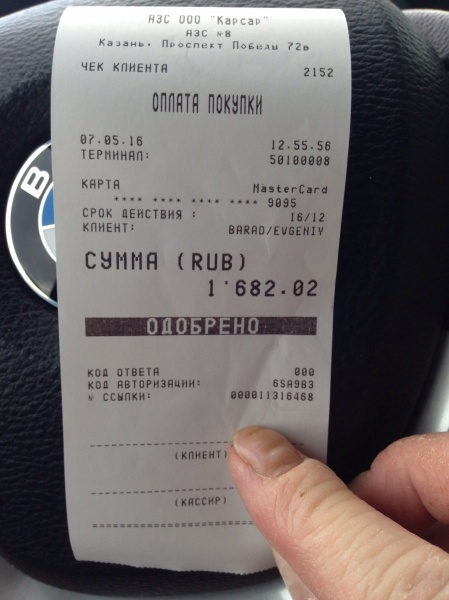 АЗС ООО "Карсар"
АЗС №8
Казань, Проспект Победы 72в
ЧЕК КЛИЕНТА 2152
ОПЛАТА ПОКУПКИ
07.05.16 12.55.56
ТЕРМИНАЛ: 50100008
КАРТА MasterCard
**** **** **** **** 9095
СРОК ДЕЙСТВИЯ : 16/12
КЛИЕНТ: BARAD/EVGENIY
СУММА (RUB)
1'682.02
ОДОБРЕНО
КОД ОТВЕТА 000
КОД АВТОРИЗАЦИИ: 6SA9B3
№ ССЫЛКИ: 000011316468
(КЛИЕНТ)
(КАССИР)
B